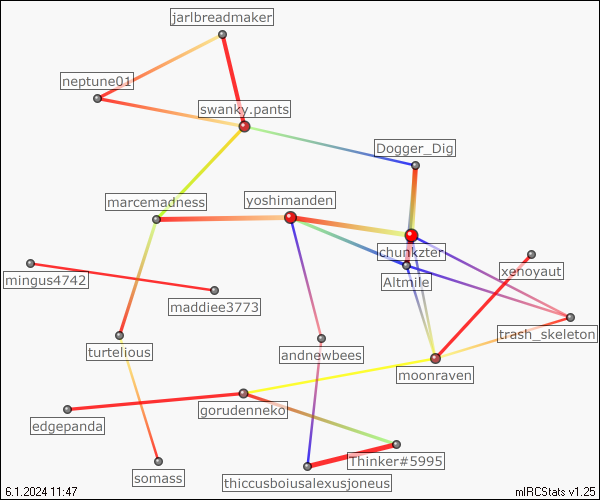 jarlbreadmaker
neptune01
swanky.pants
Dogger_Dig
marcemadness
yoshimanden
chunkzter
xenoyaut
mingus4742
Altmile
maddiee3773
trash_skeleton
turtelious
andnewbees
moonraven
gorudenneko
edgepanda
Thinker#5995
somass
thiccusboiusalexusjoneus
6.1.2024 11:47
mIRCStats v1.25